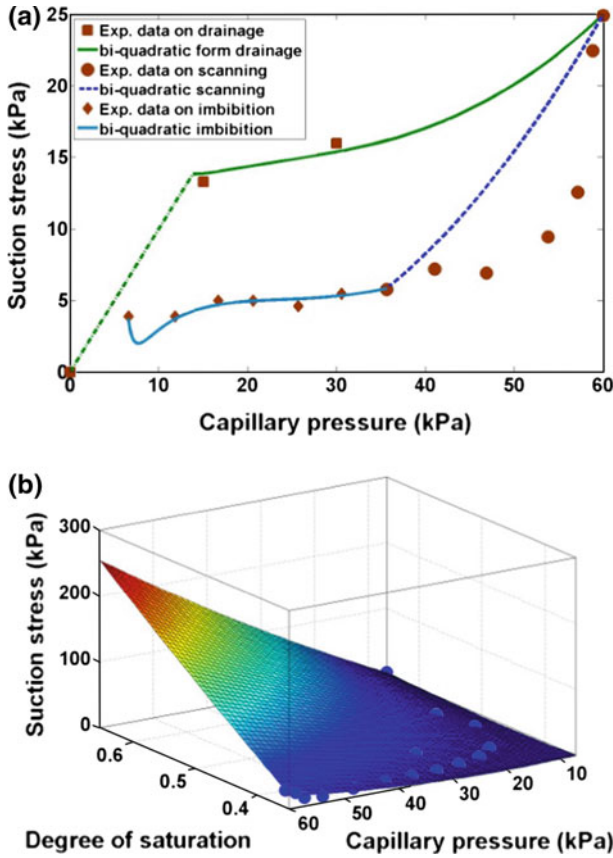 (a)
25
20
15
10
5
0
Suction stress (kPa)
Exp. data on drainage
bi-quadratic form drainage
Exp. data on scanning
bi-quadratic scanning
Exp. data on imbibition
bi-quadratic imbibition
0 10 20 30 40 50 60
Capillary pressure (kPa)
(b)
300
200
100
0
Suction stress (kPa)
0.6 0.5 0.4
60 50 40 30 20 10
Degree of saturation
Capillary pressure (kPa)